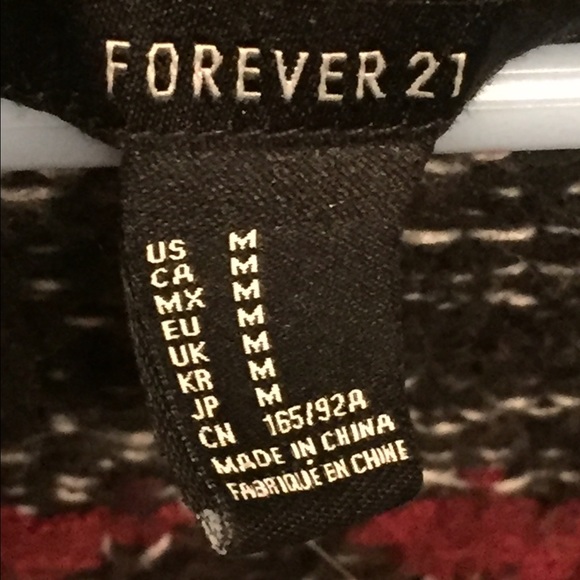 FOREVER 21
US M
CA M
MX M
EU M
UK M
KR M
JP M
CN 165/92A
MADE IN CHINA
FABRIQUÉ EN CHINE